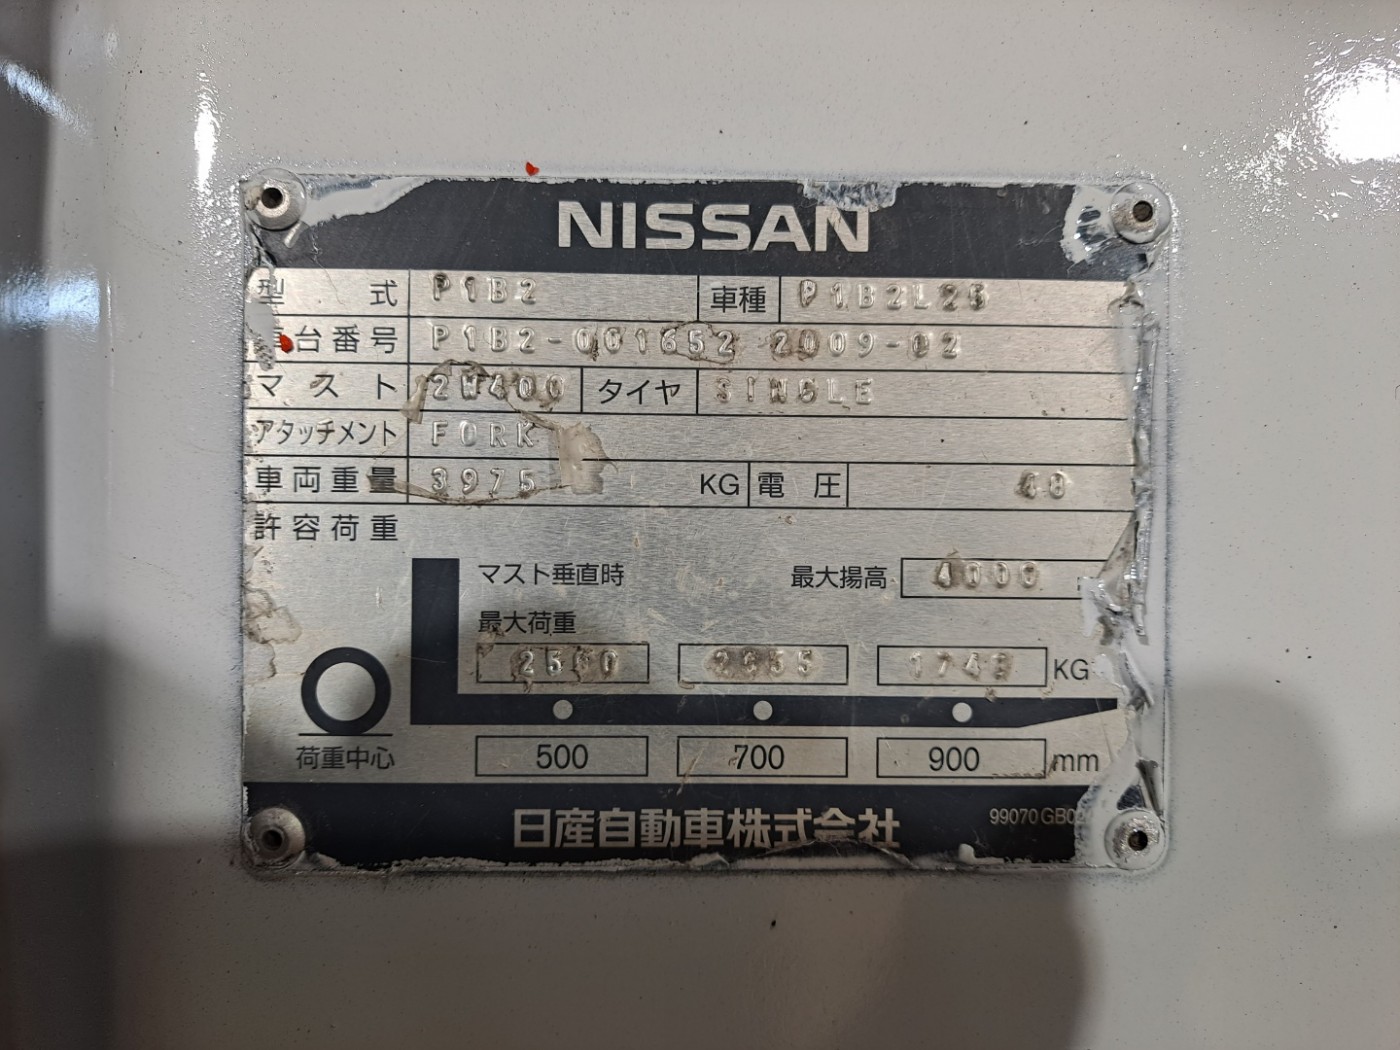 NISSAN
型 式 P1B2 車種 P1B2L25
車台番号 P1B2-001652 2009-02
マスト 2W400 タイヤ SINGLE
アタッチメント FORK
車両重量 3975 KG 電圧 48
許容荷重
マスト垂直時 最大揚高 4000
最大荷重
2500 1743 KG
荷重中心 500 700 900 mm
日産自動車株式会社 99070